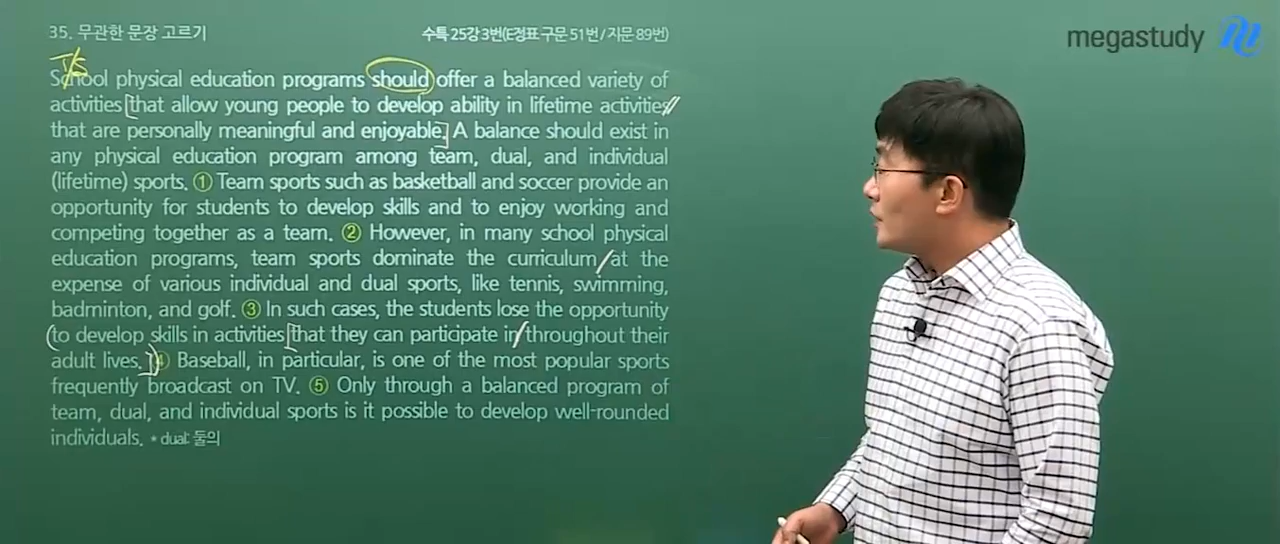 35. 무관한 문장 고르기
수특 25강 3번(E정표 구문 51번 / 지문 89번)
megastudy
T/S
School physical education programs should offer a balanced variety of
activities that allow young people to develop ability in lifetime activities
that are personally meaningful and enjoyable. A balance should exist in
any physical education program among team, dual, and individual
(lifetime) sports. ① Team sports such as basketball and soccer provide an
opportunity for students to develop skills and to enjoy working and
competing together as a team. ② However, in many school physical
education programs, team sports dominate the curriculum at the
expense of various individual and dual sports, like tennis, swimming,
badminton, and golf. ③ In such cases, the students lose the opportunity
to develop skills in activities that they can participate in throughout their
adult lives. ④ Baseball, in particular, is one of the most popular sports
frequently broadcast on TV. ⑤ Only through a balanced program of
team, dual, and individual sports is it possible to develop well-rounded
individuals. * dual: 둘의